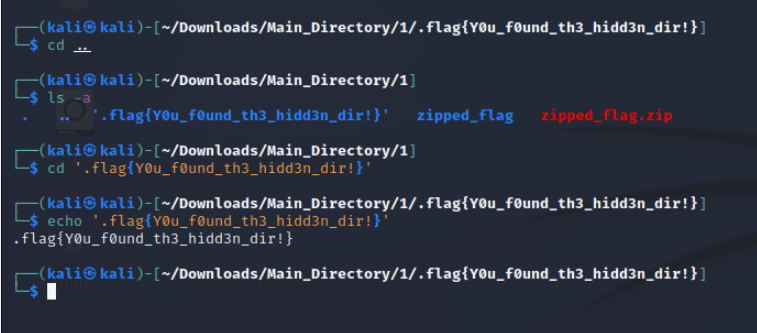 ┌──(kali㉿kali)-[~/Downloads/Main_Directory/1/.flag{Y0u_f0und_th3_hidd3n_dir!}]
└─$ cd ..
┌──(kali㉿kali)-[~/Downloads/Main_Directory/1]
└─$ ls -a
. .. '.flag{Y0u_f0und_th3_hidd3n_dir!}' zipped_flag zipped_flag.zip
┌──(kali㉿kali)-[~/Downloads/Main_Directory/1]
└─$ cd '.flag{Y0u_f0und_th3_hidd3n_dir!}'
┌──(kali㉿kali)-[~/Downloads/Main_Directory/1/.flag{Y0u_f0und_th3_hidd3n_dir!}]
└─$ echo '.flag{Y0u_f0und_th3_hidd3n_dir!}'
.flag{Y0u_f0und_th3_hidd3n_dir!}
┌──(kali㉿kali)-[~/Downloads/Main_Directory/1/.flag{Y0u_f0und_th3_hidd3n_dir!}]
└─$